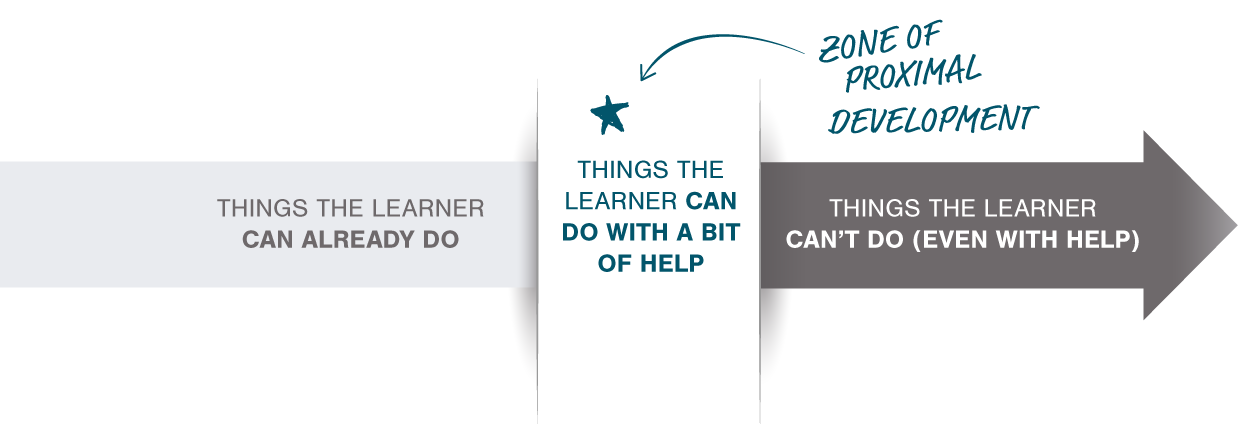 ZONE OF
PROXIMAL
DEVELOPMENT
THINGS THE LEARNER
CAN ALREADY DO
THINGS THE
LEARNER CAN
DO WITH A BIT
OF HELP
THINGS THE LEARNER
CAN'T DO (EVEN WITH HELP)